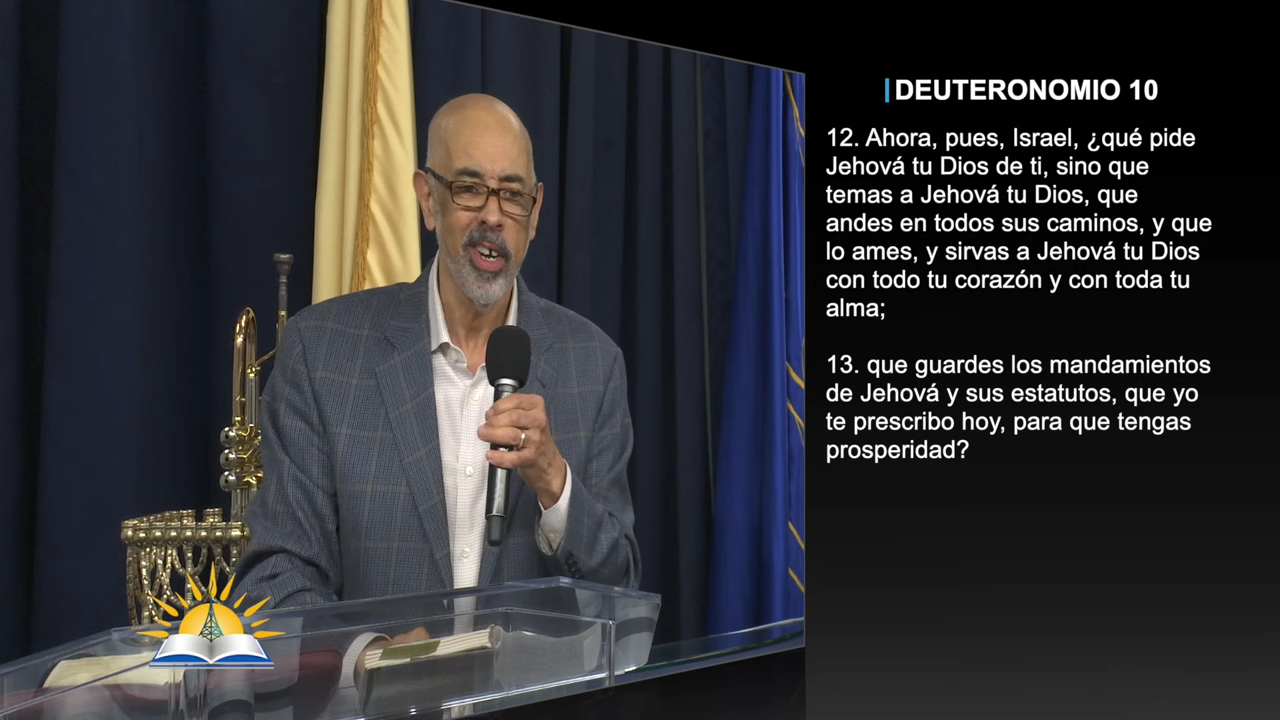 DEUTERONOMIO 10
12. Ahora, pues, Israel, ¿qué pide
Jehová tu Dios de ti, sino que
temas a Jehová tu Dios, que
andes en todos sus caminos, y que
lo ames, y sirvas a Jehová tu Dios
con todo tu corazón y con toda tu
alma;
13. que guardes los mandamientos
de Jehová y sus estatutos, que yo
te prescribo hoy, para que tengas
prosperidad?